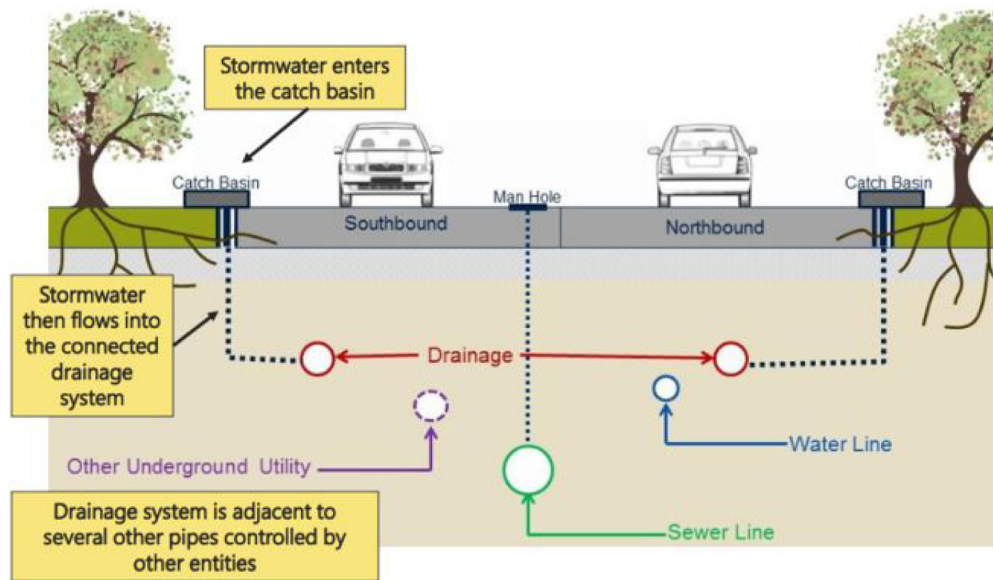 Stormwater enters
the catch basin
Catch Basin
Man Hole
Catch Basin
Southbound
Northbound
Stormwater
then flows into
the connected
drainage
system
Drainage
Water Line
Other Underground Utility
Drainage system is adjacent to
several other pipes controlled by
other entities
Sewer Line